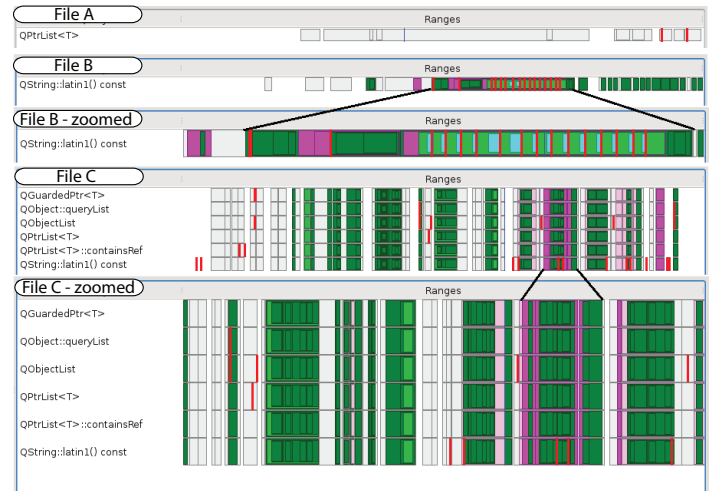 File A
Ranges
QPtrList<T>
File B
Ranges
QString::latin1() const
File B - zoomed
Ranges
QString::latin1() const
File C
Ranges
QGuardedPtr<T>
QObject::queryList
QObjectList
QPtrList<T>
QPtrList<T>::containsRef
QString::latin1() const
File C - zoomed
Ranges
QGuardedPtr<T>
QObject::queryList
QObjectList
QPtrList<T>
QPtrList<T>::containsRef
QString::latin1() const